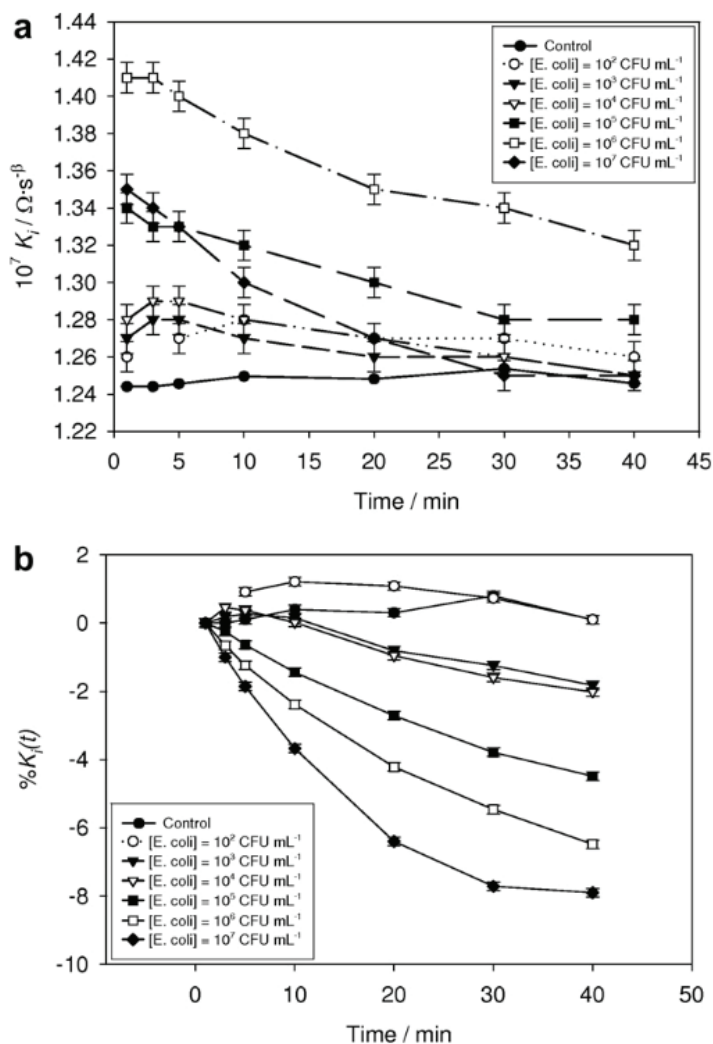 a
1.44
1.42
1.40
1.38
1.36
1.34
1.32
1.30
1.28
1.26
1.24
1.22
10⁷ Kᵢ / Ω·s⁻ᵝ
Control
[E. coli] = 10² CFU mL⁻¹
[E. coli] = 10³ CFU mL⁻¹
[E. coli] = 10⁴ CFU mL⁻¹
[E. coli] = 10⁵ CFU mL⁻¹
[E. coli] = 10⁶ CFU mL⁻¹
[E. coli] = 10⁷ CFU mL⁻¹
0 5 10 15 20 25 30 35 40 45
Time / min
b
2
0
-2
-4
-6
-8
-10
%Kᵢ(t)
Control
[E. coli] = 10² CFU mL⁻¹
[E. coli] = 10³ CFU mL⁻¹
[E. coli] = 10⁴ CFU mL⁻¹
[E. coli] = 10⁵ CFU mL⁻¹
[E. coli] = 10⁶ CFU mL⁻¹
[E. coli] = 10⁷ CFU mL⁻¹
0 10 20 30 40 50
Time / min